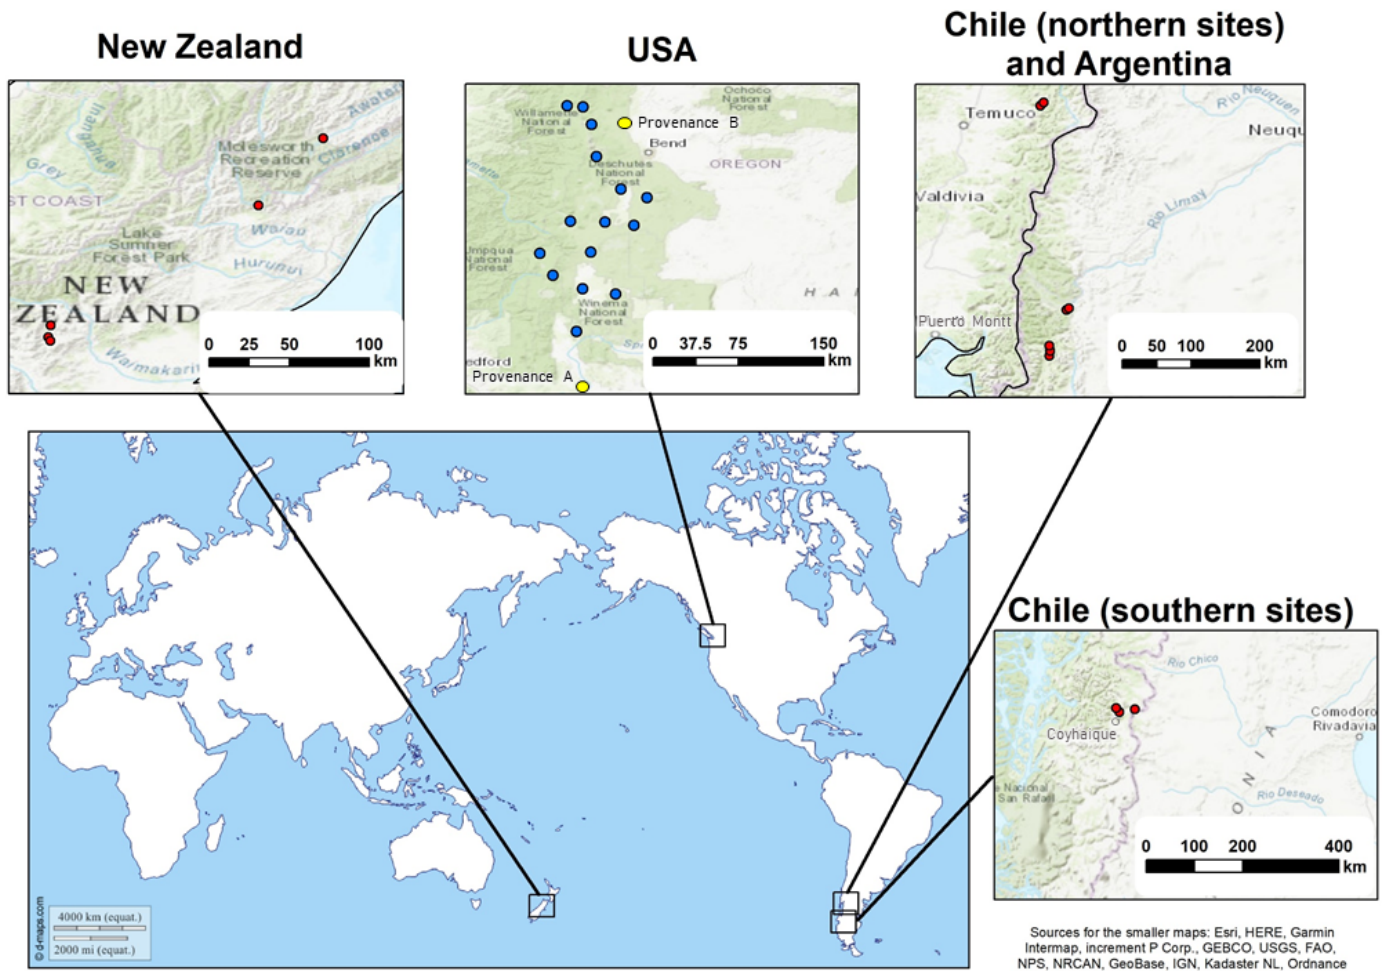 New Zealand
USA
Chile (northern sites)
and Argentina
Inangahua
Awatere
Clarence
Molesworth
Recreation
Reserve
Grey
ST COAST
Lake
Sumner
Forest Park
Waiau
Hurunui
NEW
ZEALAND
Waimakariri
0 25 50 100
km
Willamette
National
Forest
Ochoco
National
Forest
Provenance B
Bend
OREGON
Deschutes
National
Forest
Umpqua
National
Forest
H A
Winema
National
Forest
edford
Provenance A
0 37.5 75 150
km
Temuco
Rio Neuquen
Neuqu
Valdivia
Rio Limay
Puerto Montt
0 50 100 200
km
Chile (southern sites)
Rio Chico
Coyhaique
Comodoro
Rivadavia
O N I A
e Nacional
San Rafael
Rio Deseado
0 100 200 400
km
4000 km (equat.)
2000 mi (equat.)
© d-maps.com
Sources for the smaller maps: Esri, HERE, Garmin
Intermap, increment P Corp., GEBCO, USGS, FAO,
NPS, NRCAN, GeoBase, IGN, Kadaster NL, Ordnance